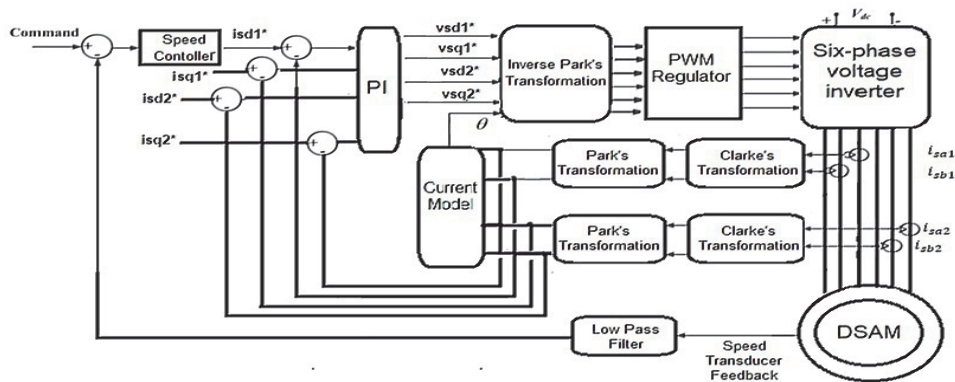 Command
+
-
Speed
Contoller
isd1*
+
-
isq1*
+
-
isd2*
+
-
isq2*
+
-
PI
vsd1*
vsq1*
vsd2*
vsq2*
θ
Inverse Park's
Transformation
PWM
Regulator
+
Vdc
-
Six-phase
voltage
inverter
Current
Model
Park's
Transformation
Clarke's
Transformation
isa1
isb1
Park's
Transformation
Clarke's
Transformation
isa2
isb2
Low Pass
Filter
Speed
Transducer
Feedback
DSAM